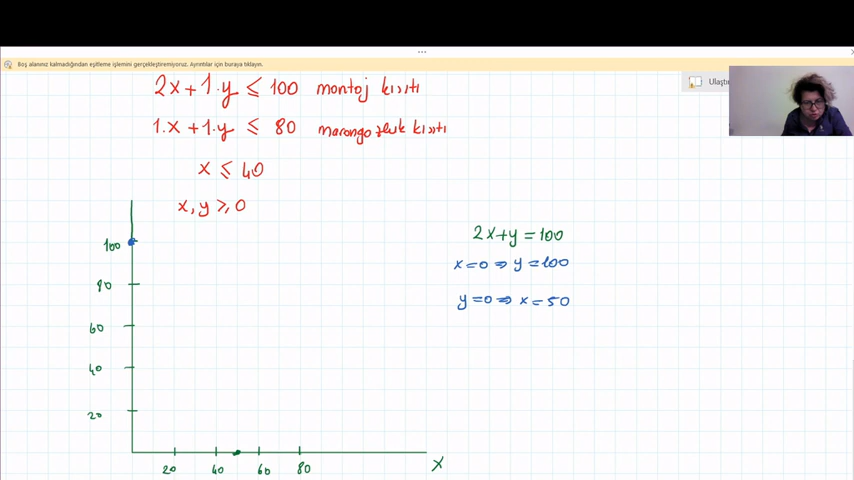 Boş alanınız kalmadığından eşitleme işlemini gerçekleştiremiyoruz. Ayrıntılar için buraya tıklayın.
Ulaştı
2x+1.y ≤ 100 montaj kısıtı
1.x+1.y ≤ 80 marangozluk kısıtı
x ≤ 40
x, y ≥ 0
2x+y=100
x=0 ⇒ y=100
y=0 ⇒ x=50
100
80
60
40
20
20 40 60 80
X